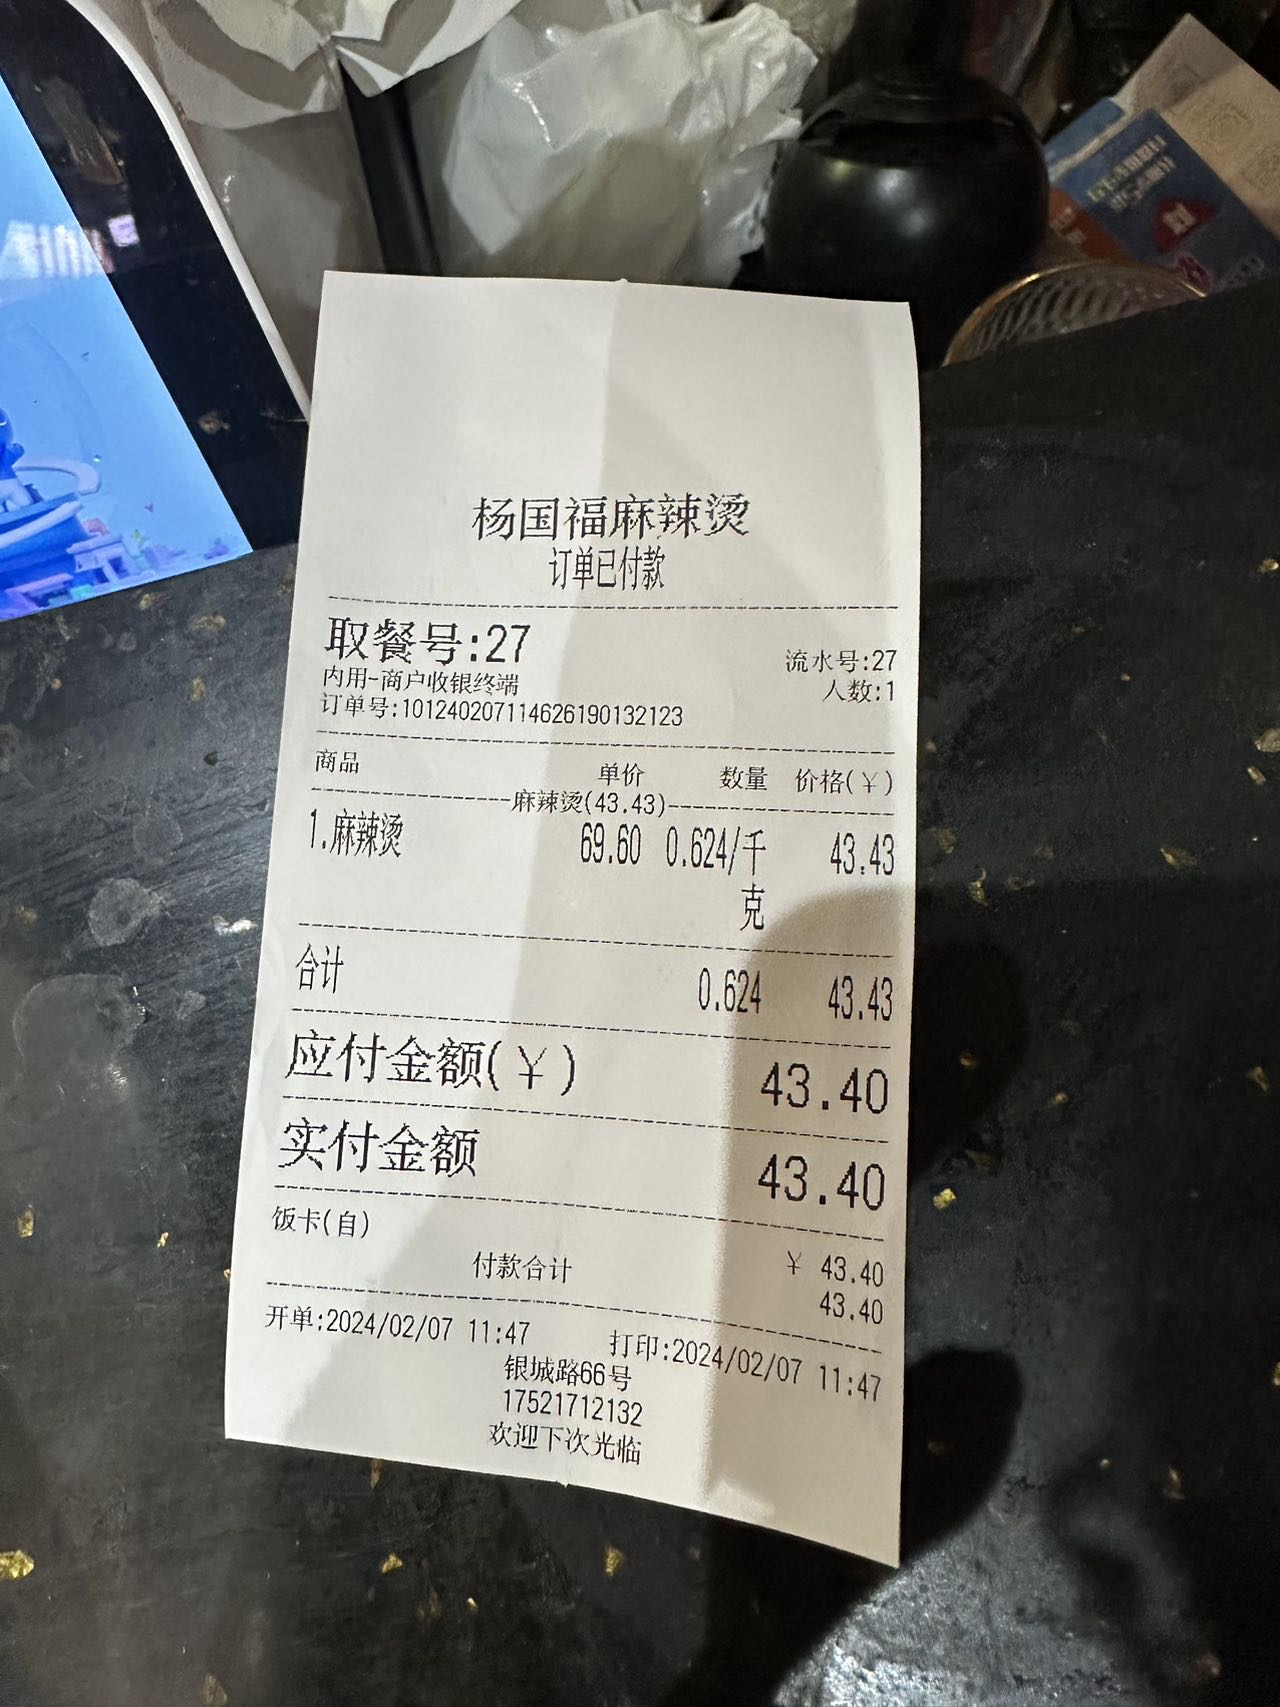 杨国福麻辣烫
订单已付款
取餐号:27
流水号:27
内用-商户收银终端
人数:1
订单号:101240207114626190132123
商品 单价 数量 价格(￥)
麻辣烫(43.43)
1.麻辣烫 69.60 0.624/千克 43.43
合计 0.624 43.43
应付金额(￥) 43.40
实付金额 43.40
饭卡(自) ￥ 43.40
付款合计 43.40
开单:2024/02/07 11:47 打印:2024/02/07 11:47
银城路66号
17521712132
欢迎下次光临